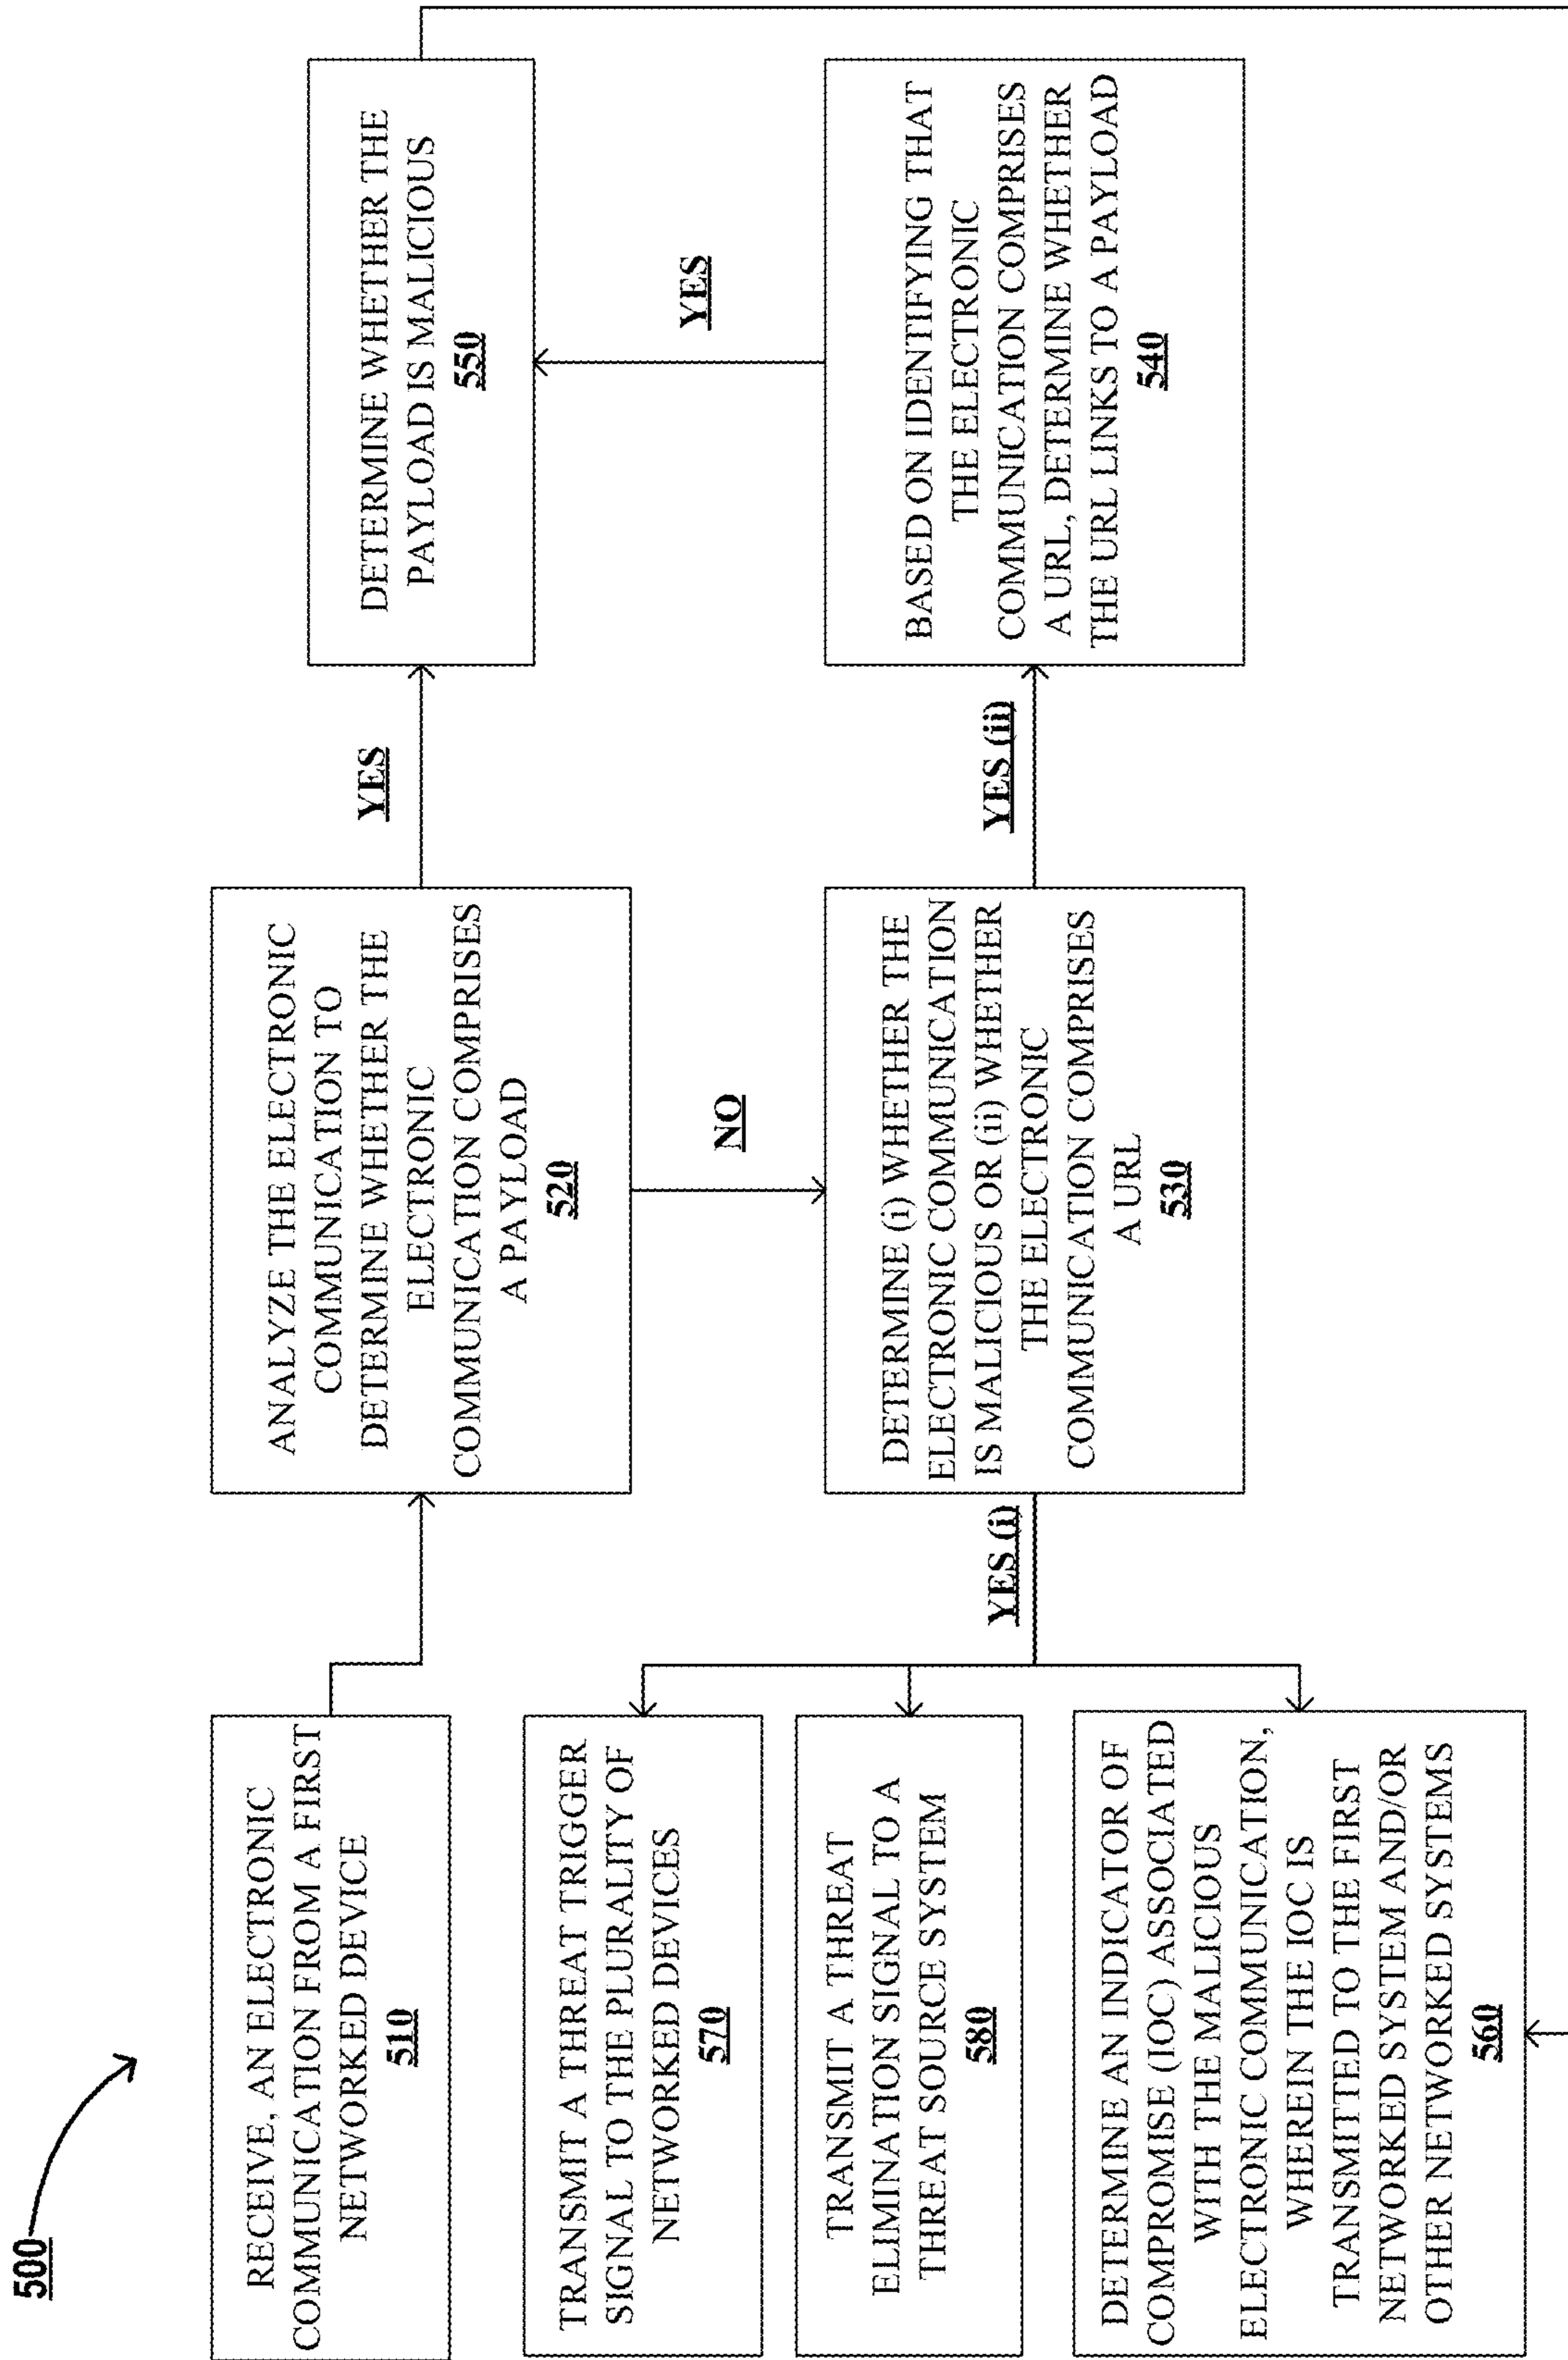 500
RECEIVE, AN ELECTRONIC
COMMUNICATION FROM A FIRST
NETWORKED DEVICE
510
ANALYZE THE ELECTRONIC
COMMUNICATION TO
DETERMINE WHETHER THE
ELECTRONIC
COMMUNICATION COMPRISES
A PAYLOAD
520
YES
DETERMINE WHETHER THE
PAYLOAD IS MALICIOUS
550
NO
YES
TRANSMIT A THREAT TRIGGER
SIGNAL TO THE PLURALITY OF
NETWORKED DEVICES
570
TRANSMIT A THREAT
ELIMINATION SIGNAL TO A
THREAT SOURCE SYSTEM
580
YES (i)
DETERMINE (i) WHETHER THE
ELECTRONIC COMMUNICATION
IS MALICIOUS OR (ii) WHETHER
THE ELECTRONIC
COMMUNICATION COMPRISES
A URL
530
YES (ii)
BASED ON IDENTIFYING THAT
THE ELECTRONIC
COMMUNICATION COMPRISES
A URL, DETERMINE WHETHER
THE URL LINKS TO A PAYLOAD
540
DETERMINE AN INDICATOR OF
COMPROMISE (IOC) ASSOCIATED
WITH THE MALICIOUS
ELECTRONIC COMMUNICATION,
WHEREIN THE IOC IS
TRANSMITTED TO THE FIRST
NETWORKED SYSTEM AND/OR
OTHER NETWORKED SYSTEMS
560